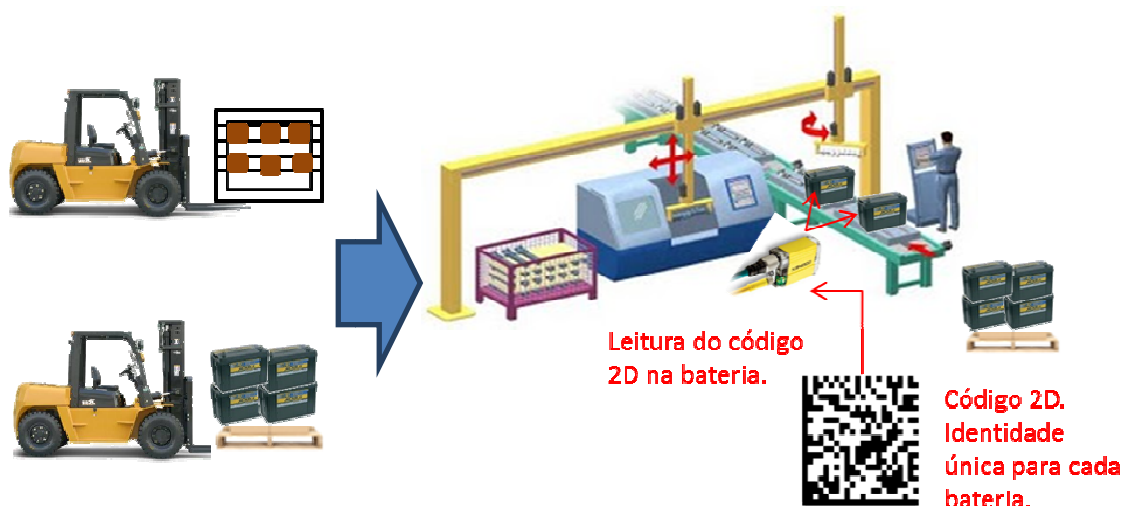 Leitura do código
2D na bateria.
Código 2D.
Identidade
única para cada
bateria.